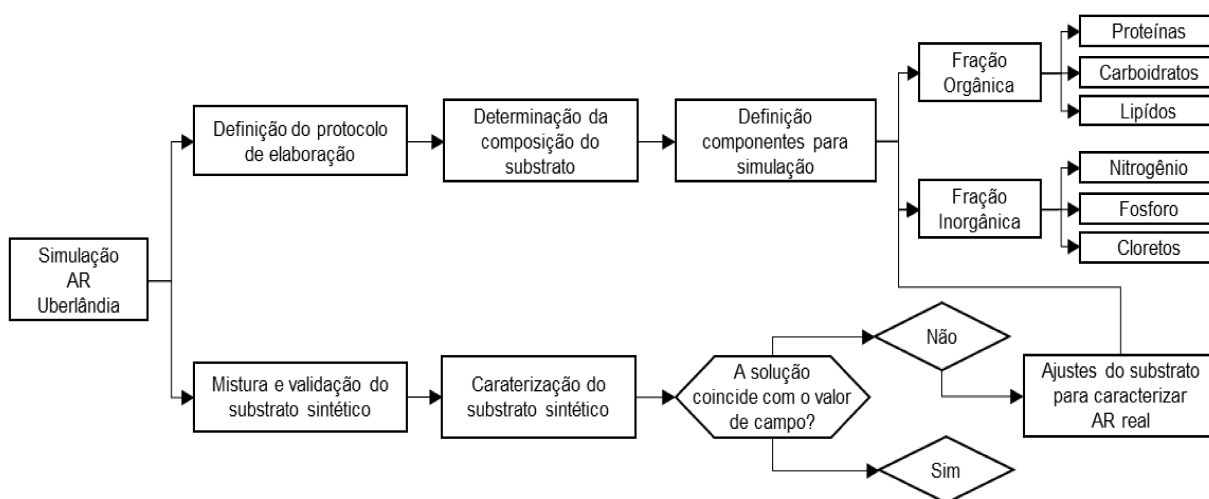 Simulação
AR
Uberlândia
Definição do protocolo
de elaboração
Determinação da
composição do
substrato
Definição
componentes para
simulação
Fração
Orgânica
Proteínas
Carboidratos
Lipídos
Fração
Inorgânica
Nitrogênio
Fosforo
Cloretos
Mistura e validação do
substrato sintético
Caraterização do
substrato sintético
A solução
coincide com o valor
de campo?
Não
Sim
Ajustes do substrato
para caracterizar
AR real